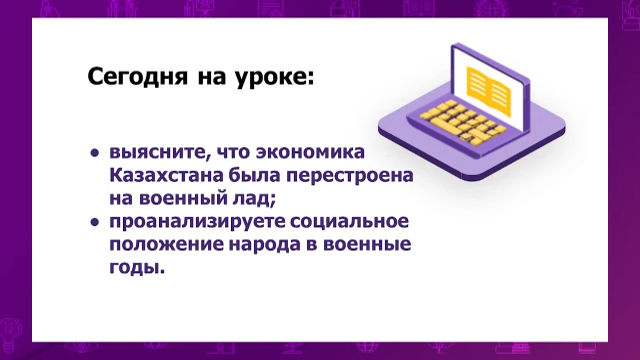 Сегодня на уроке:
● выясните, что экономика
Казахстана была перестроена
на военный лад;
● проанализируете социальное
положение народа в военные
годы.